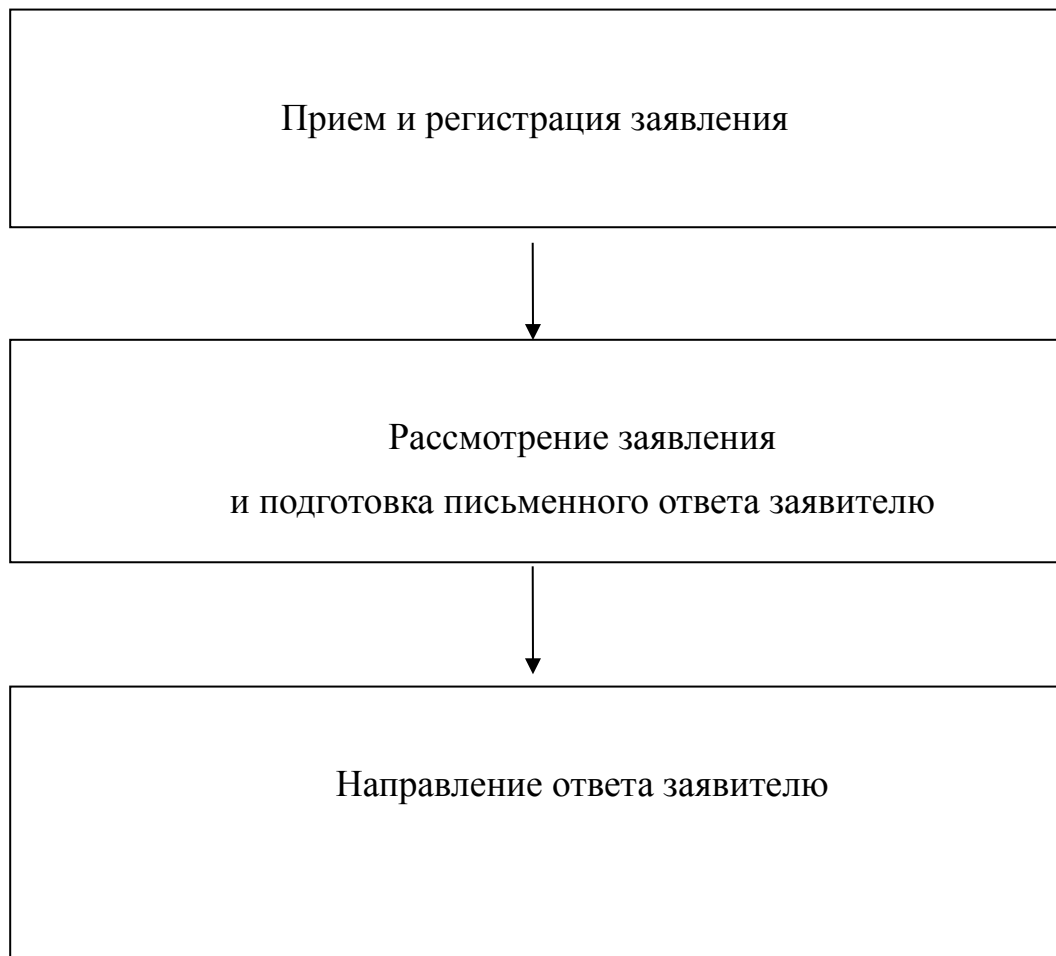 Прием и регистрация заявления
Рассмотрение заявления
и подготовка письменного ответа заявителю
Направление ответа заявителю